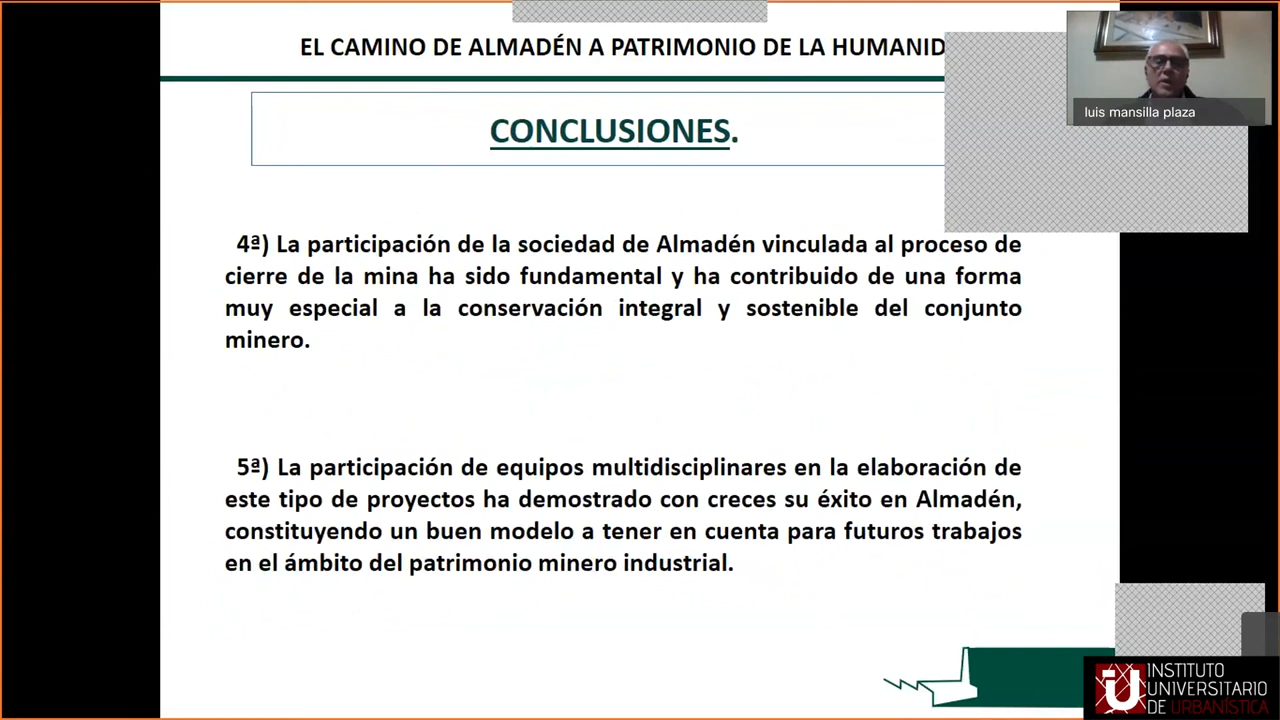 EL CAMINO DE ALMADÉN A PATRIMONIO DE LA HUMANID
luis mansilla plaza
CONCLUSIONES.
4ª) La participación de la sociedad de Almadén vinculada al proceso de
cierre de la mina ha sido fundamental y ha contribuido de una forma
muy especial a la conservación integral y sostenible del conjunto
minero.
5ª) La participación de equipos multidisciplinares en la elaboración de
este tipo de proyectos ha demostrado con creces su éxito en Almadén,
constituyendo un buen modelo a tener en cuenta para futuros trabajos
en el ámbito del patrimonio minero industrial.
INSTITUTO
UNIVERSITARIO
DE URBANÍSTICA